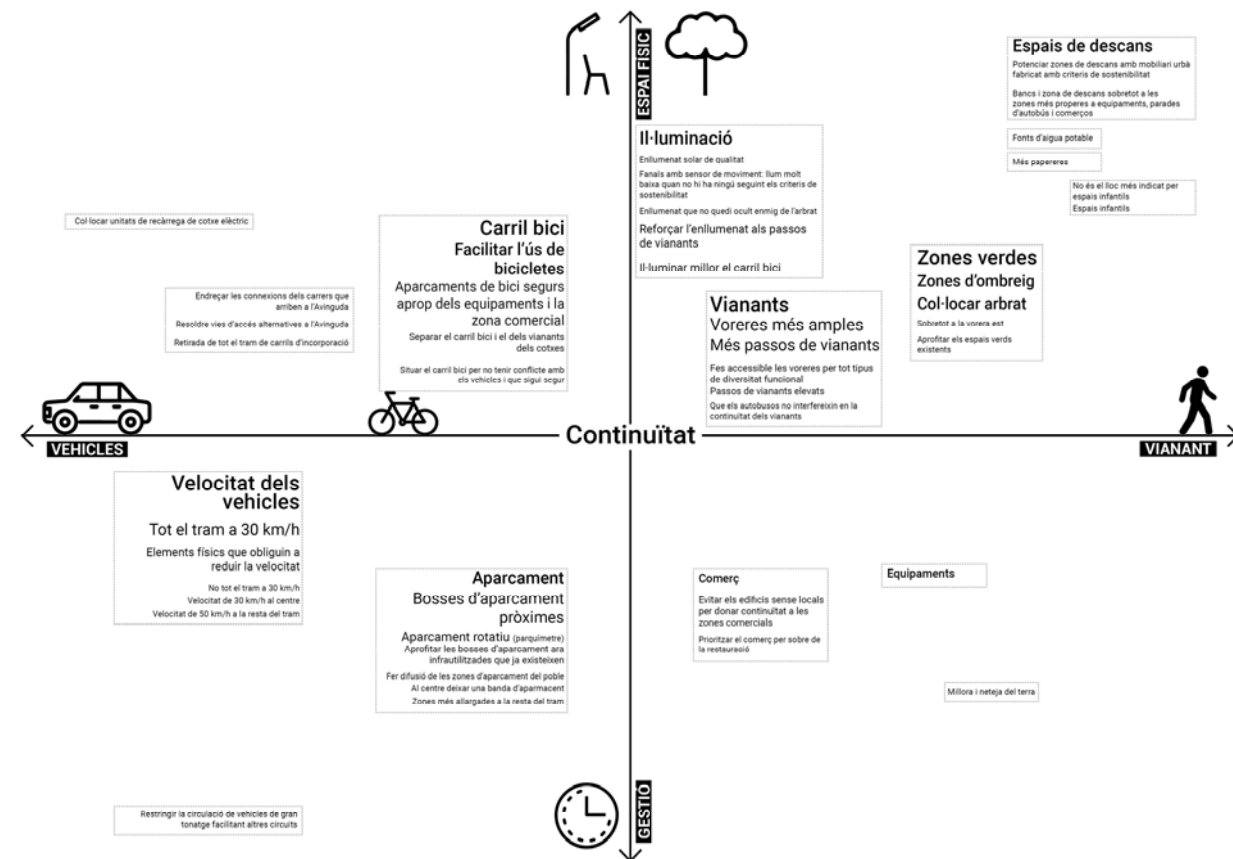 ESPAI FÍSIC
Espais de descans
Potenciar zones de descans amb mobiliari urbà
fabricat amb criteris de sostenibilitat
Bancs i zona de descans sobretot a les
zones més properes a equipaments, parades
d'autobús i comerços
Fonts d'aigua potable
Més papereres
No és el lloc més indicat per
espais infantils
Espais infantils
Il·luminació
Enllumenat solar de qualitat
Fanals amb sensor de moviment: llum molt
baixa quan no hi ha ningú seguint els criteris de
sostenibilitat
Enllumenat que no quedi ocult enmig de l'arbrat
Reforçar l'enllumenat als passos
de vianants
Il·luminar millor el carril bici
Col·locar unitats de recàrrega de cotxe elèctric
Carril bici
Facilitar l'ús de
bicicletes
Aparcaments de bici segurs
aprop dels equipaments i la
zona comercial
Separar el carril bici i el dels vianants
dels cotxes
Situar el carril bici per no tenir conflicte amb
els vehicles i que sigui segur
Endreçar les connexions dels carrers que
arriben a l'Avinguda
Resoldre vies d'accés alternatives a l'Avinguda
Retirada de tot el tram de carrils d'incorporació
Zones verdes
Zones d'ombreig
Col·locar arbrat
Sobretot a la vorera est
Aprofitar els espais verds
existents
Vianants
Voreres més amples
Més passos de vianants
Fes accessible les voreres per tot tipus
de diversitat funcional
Passos de vianants elevats
Que els autobusos no interfereixin en la
continuïtat dels vianants
VEHICLES
Continuïtat
VIANANT
Velocitat dels
vehicles
Tot el tram a 30 km/h
Elements físics que obliguin a
reduir la velocitat
No tot el tram a 30 km/h
Velocitat de 30 km/h al centre
Velocitat de 50 km/h a la resta del tram
Aparcament
Bosses d'aparcament
pròximes
Aparcament rotatiu (parquímetre)
Aprofitar les bosses d'aparcament ara
infrautilitzades que ja existeixen
Fer difusió de les zones d'aparcament del poble
Al centre deixar una banda d'aparmacent
Zones més allargades a la resta del tram
Comerç
Evitar els edificis sense locals
per donar continuïtat a les
zones comercials
Prioritzar el comerç per sobre de
la restauració
Equipaments
Millora i neteja del terra
Restringir la circulació de vehicles de gran
tonatge facilitant altres circuits
GESTIÓ